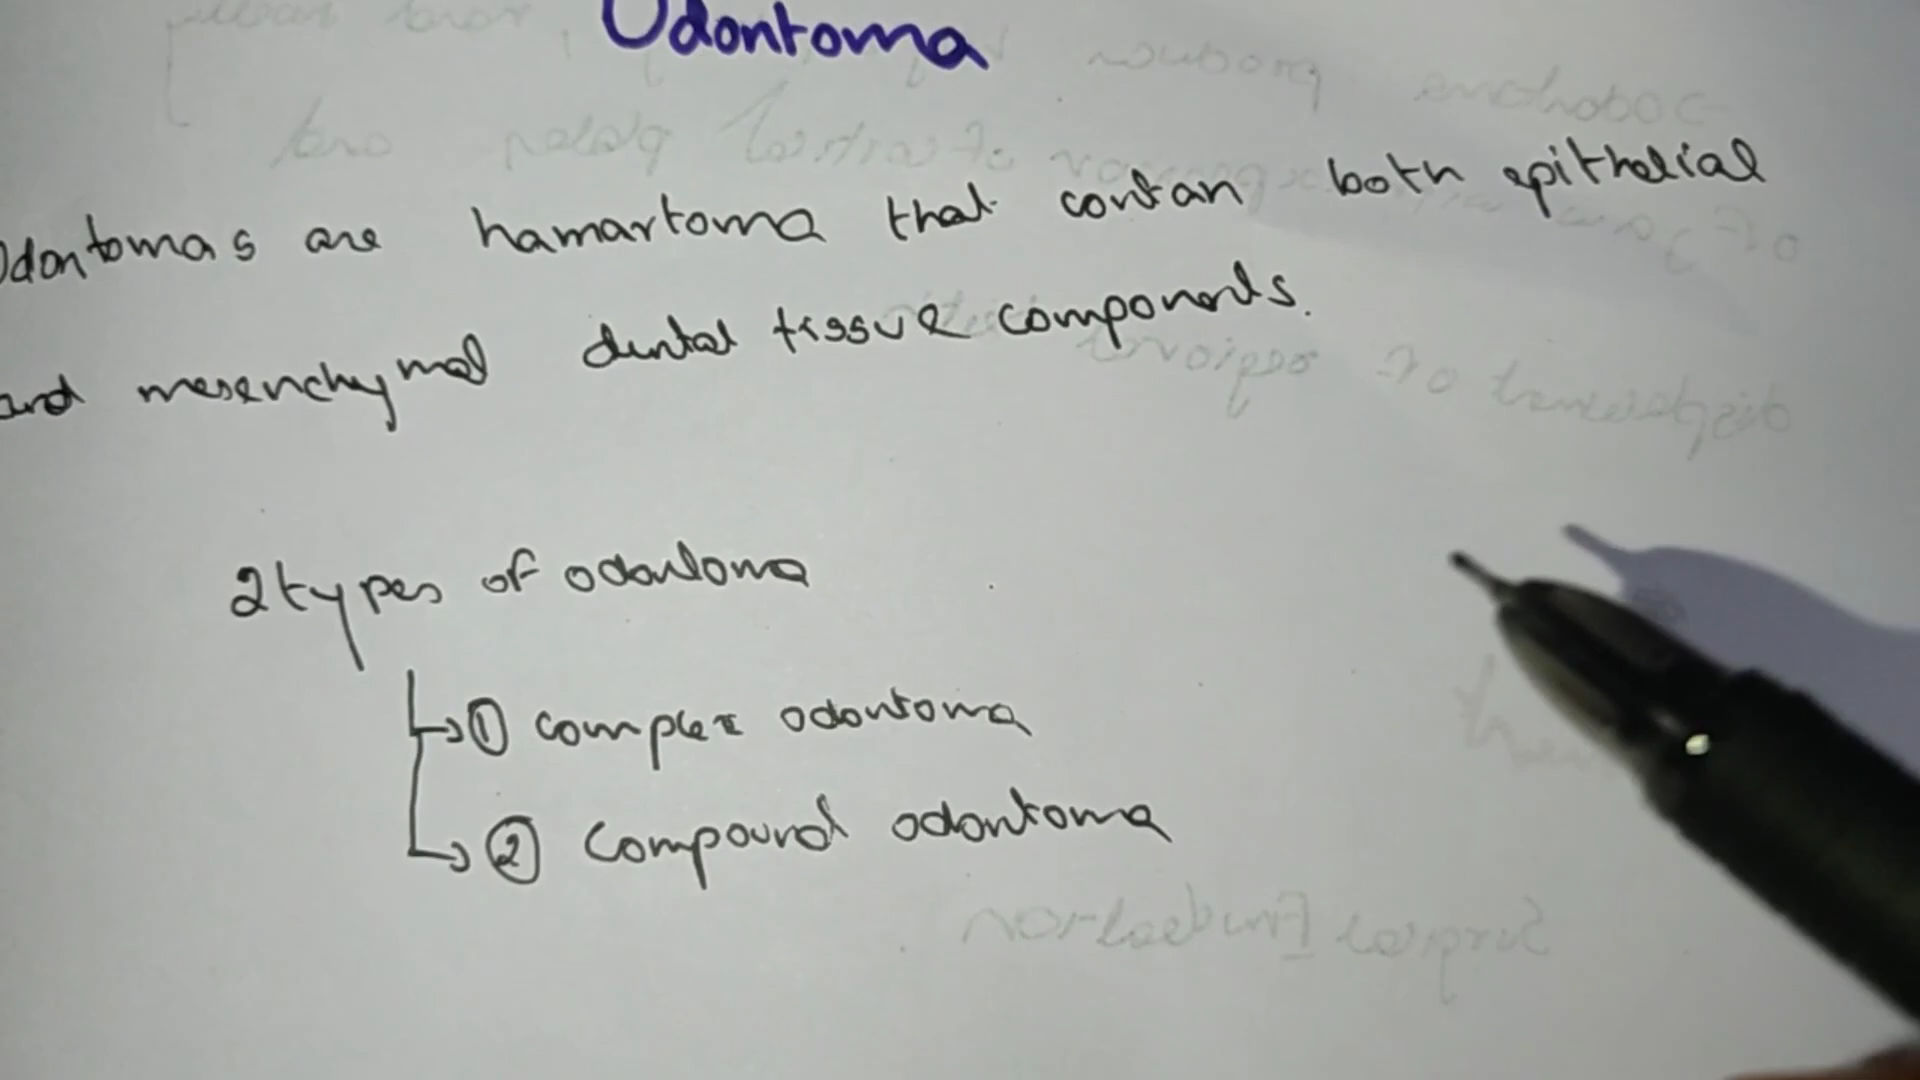 Odontoma
Odontomas are hamartoma that contan both epithelial
and mesenchymal dental tissue components.
2 types of odontoma
① complex odontoma
② compound odontoma